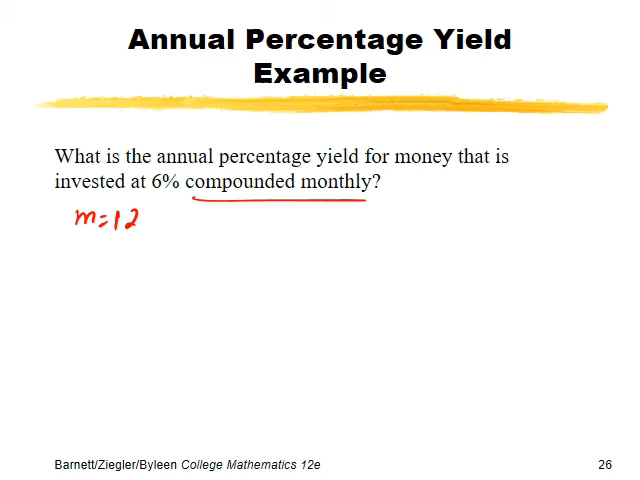 Annual Percentage Yield
Example
What is the annual percentage yield for money that is
invested at 6% compounded monthly?
m=12
Barnett/Ziegler/Byleen College Mathematics 12e
26